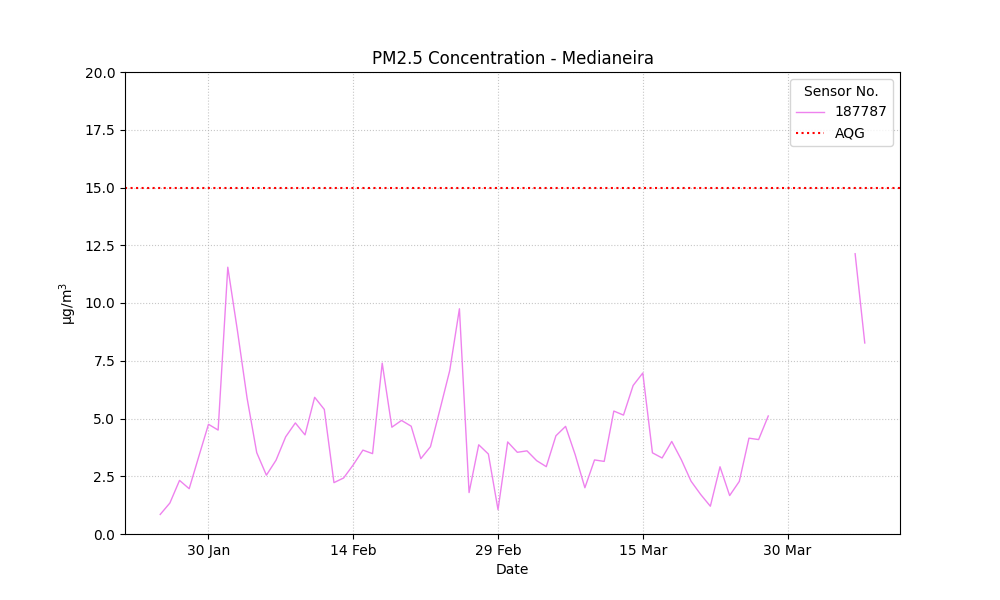 PM2.5 Concentration - Medianeira
20.0
17.5
15.0
12.5
10.0
7.5
5.0
2.5
0.0
µg/m³
Sensor No.
187787
AQG
30 Jan
14 Feb
29 Feb
15 Mar
30 Mar
Date